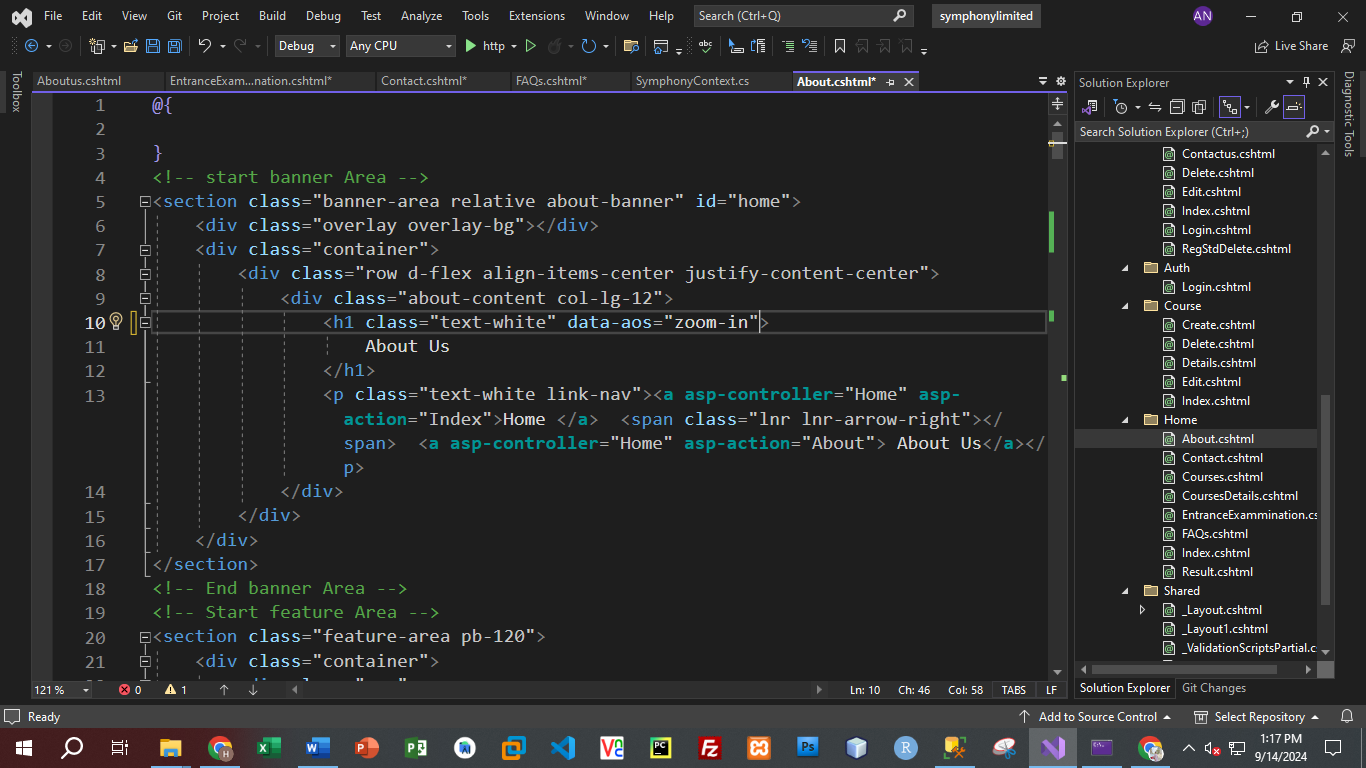 File Edit View Git Project Build Debug Test Analyze Tools Extensions Window Help Search (Ctrl+Q) symphonylimited AN
Debug Any CPU http Live Share
Toolbox
Aboutus.cshtml EntranceExam...nation.cshtml* Contact.cshtml* FAQs.cshtml* SymphonyContext.cs About.cshtml*
1 @{
2
3 }
4 <!-- start banner Area -->
5 <section class="banner-area relative about-banner" id="home">
6 <div class="overlay overlay-bg"></div>
7 <div class="container">
8 <div class="row d-flex align-items-center justify-content-center">
9 <div class="about-content col-lg-12">
10 <h1 class="text-white" data-aos="zoom-in">
11 About Us
12 </h1>
13 <p class="text-white link-nav"><a asp-controller="Home" asp-
action="Index">Home </a> <span class="lnr lnr-arrow-right"></
span> <a asp-controller="Home" asp-action="About"> About Us</a></
p>
14 </div>
15 </div>
16 </div>
17 </section>
18 <!-- End banner Area -->
19 <!-- Start feature Area -->
20 <section class="feature-area pb-120">
21 <div class="container">
121 % 0 1 Ln: 10 Ch: 46 Col: 58 TABS LF
Solution Explorer
Search Solution Explorer (Ctrl+;)
Contactus.cshtml
Delete.cshtml
Edit.cshtml
Index.cshtml
Login.cshtml
RegStdDelete.cshtml
Auth
Login.cshtml
Course
Create.cshtml
Delete.cshtml
Details.cshtml
Edit.cshtml
Index.cshtml
Home
About.cshtml
Contact.cshtml
Courses.cshtml
CoursesDetails.cshtml
EntranceExammination.cs
FAQs.cshtml
Index.cshtml
Result.cshtml
Shared
_Layout.cshtml
_Layout1.cshtml
_ValidationScriptsPartial.cs
Solution Explorer Git Changes
Diagnostic Tools
Ready Add to Source Control Select Repository
1:17 PM
9/14/2024